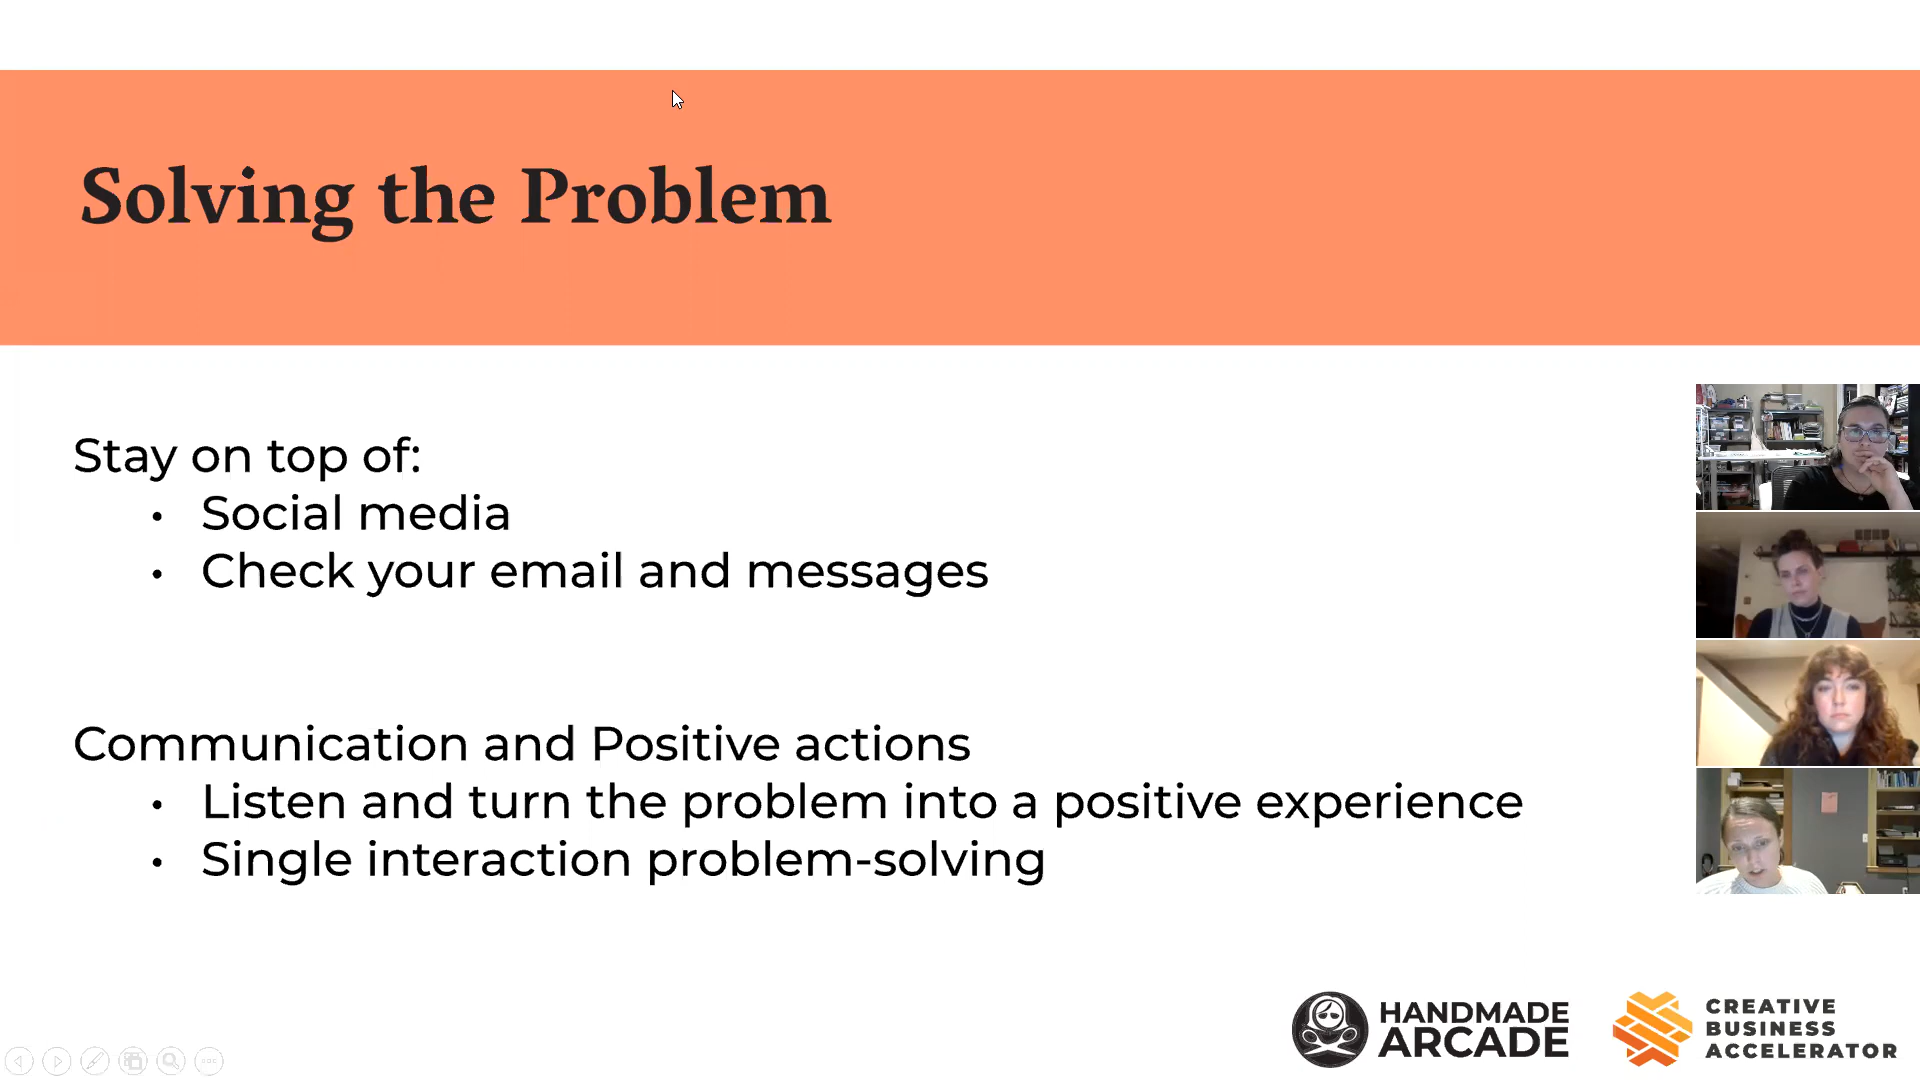 Solving the Problem
Stay on top of:
• Social media
• Check your email and messages
Communication and Positive actions
• Listen and turn the problem into a positive experience
• Single interaction problem-solving
HANDMADE
ARCADE
CREATIVE
BUSINESS
ACCELERATOR